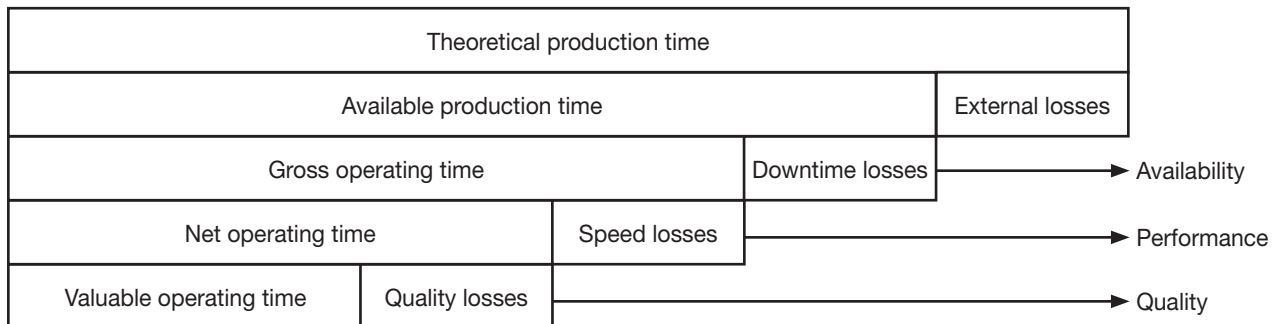 Theoretical production time
Available production time External losses
Gross operating time Downtime losses Availability
Net operating time Speed losses Performance
Valuable operating time Quality losses Quality